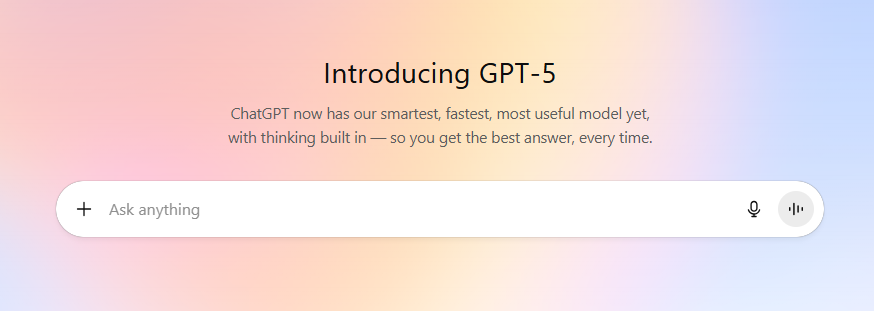 Introducing GPT-5
ChatGPT now has our smartest, fastest, most useful model yet,
with thinking built in — so you get the best answer, every time.
Ask anything